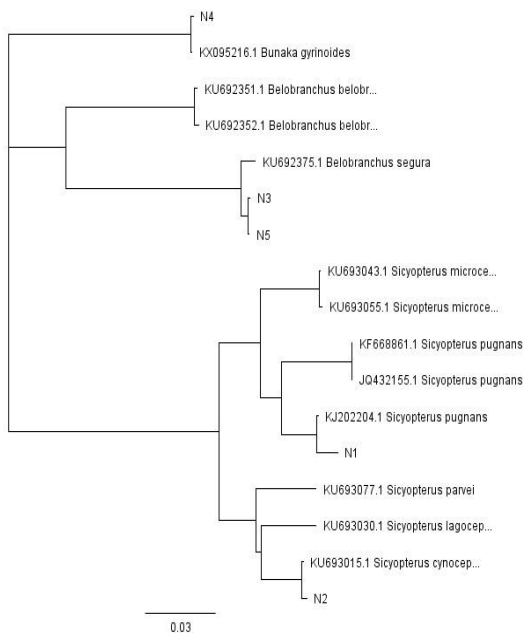 N4
KX095216.1 Bunaka gyrinoides
KU692351.1 Belobranchus belobr...
KU692352.1 Belobranchus belobr...
KU692375.1 Belobranchus segura
N3
N5
KU693043.1 Sicyopterus microce...
KU693055.1 Sicyopterus microce...
KF668861.1 Sicyopterus pugnans
JQ432155.1 Sicyopterus pugnans
KJ202204.1 Sicyopterus pugnans
N1
KU693077.1 Sicyopterus parvei
KU693030.1 Sicyopterus lagocep...
KU693015.1 Sicyopterus cynocep...
N2
0.03